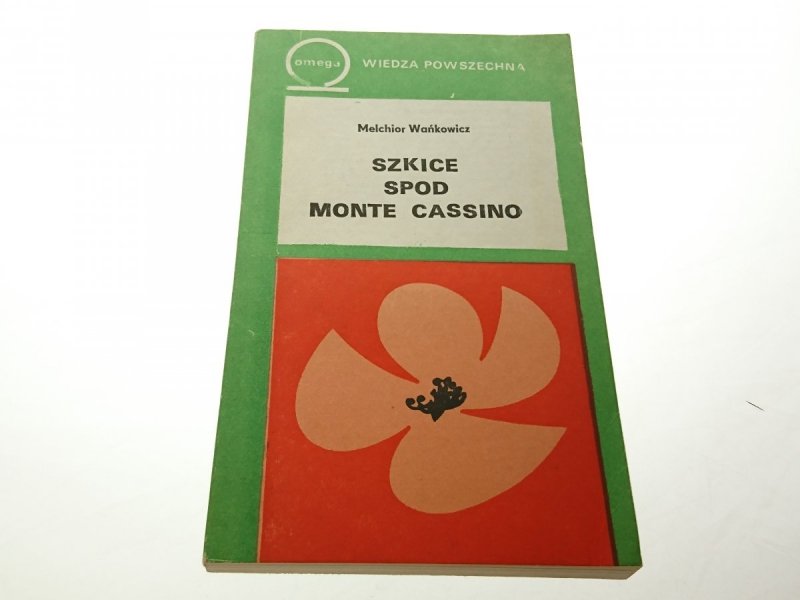 omega
WIEDZA POWSZECHNA
Melchior Wańkowicz
SZKICE
SPOD
MONTE CASSINO